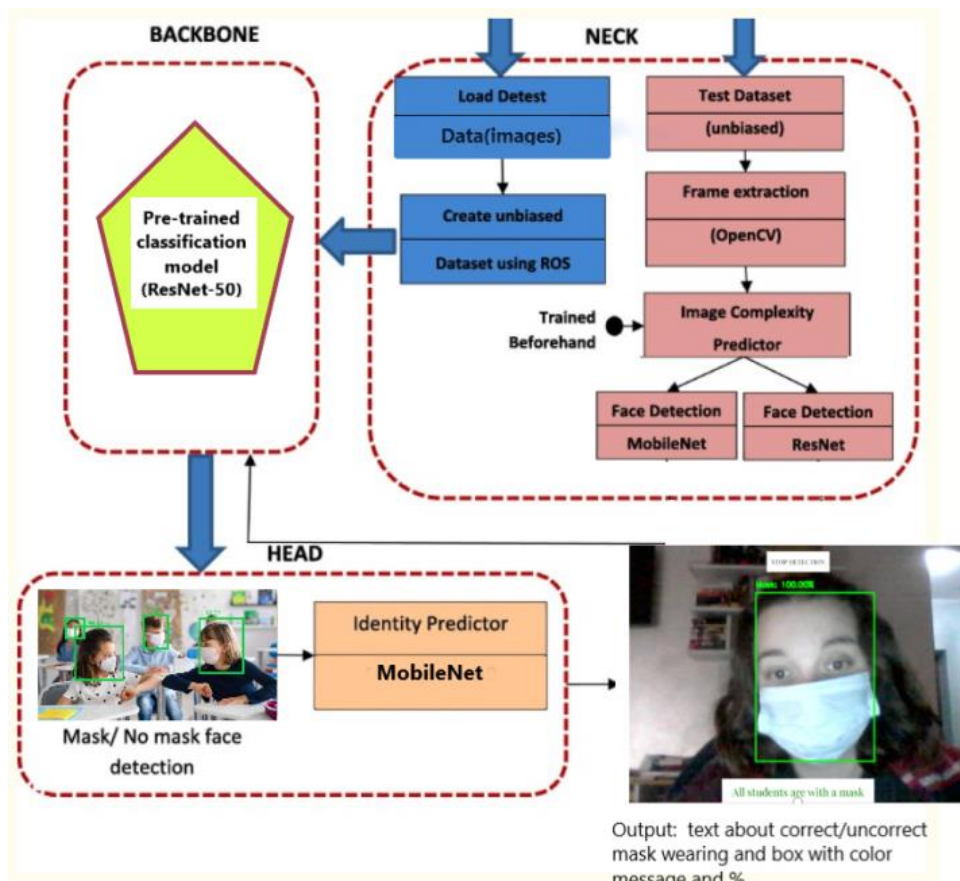 BACKBONE
NECK
Load Detest
Data(images)
Create unbiased
Dataset using ROS
Test Dataset
(unbiased)
Frame extraction
(OpenCV)
Trained
Beforehand
Image Complexity
Predictor
Face Detection
MobileNet
Face Detection
ResNet
Pre-trained
classification
model
(ResNet-50)
HEAD
Mask/ No mask face
detection
Identity Predictor
MobileNet
STOP DETECTION
Mask: 100.00%
All students are with a mask
Output: text about correct/uncorrect
mask wearing and box with color
message and %